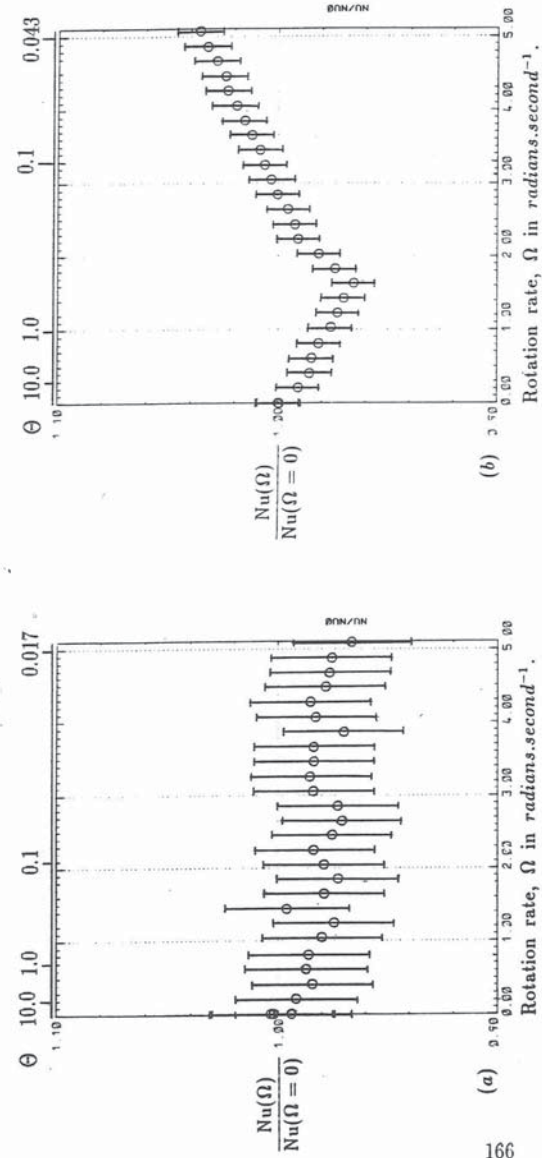 Θ 10.0 1.0 0.1 0.017
1.10
Nu(Ω)
Nu(Ω = 0)
1.00
NU/NU0
0.90
0.00 1.00 2.00 3.00 4.00 5.00
(a) Rotation rate, Ω in radians.second⁻¹.
Θ 10.0 1.0 0.1 0.043
1.10
Nu(Ω)
Nu(Ω = 0)
1.00
NU/NU0
0.90
0.00 1.00 2.00 3.00 4.00 5.00
(b) Rotation rate, Ω in radians.second⁻¹.
166